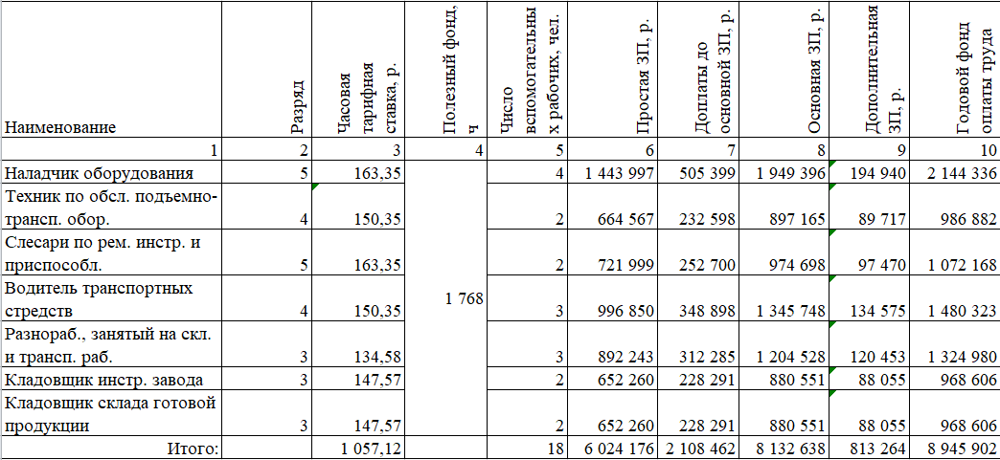 Наименование
Разряд
Часовая
тарифная
ставка, р.
Полезный фонд,
ч
Число
вспомогательны
х рабочих, чел.
Простая ЗП, р.
Доплаты до
основной ЗП, р.
Основная ЗП, р.
Дополнительная
ЗП, р.
Годовой фонд
оплаты труда
1 2 3 4 5 6 7 8 9 10
Наладчик оборудования 5 163,35 4 1 443 997 505 399 1 949 396 194 940 2 144 336
Техник по обсл. подъемно-
трансп. обор. 4 150,35 2 664 567 232 598 897 165 89 717 986 882
Слесари по рем. инстр. и
приспособл. 5 163,35 2 721 999 252 700 974 698 97 470 1 072 168
Водитель транспортных
стредств 4 150,35 3 996 850 348 898 1 345 748 134 575 1 480 323
1 768
Разнораб., занятый на скл.
и трансп. раб. 3 134,58 3 892 243 312 285 1 204 528 120 453 1 324 980
Кладовщик инстр. завода 3 147,57 2 652 260 228 291 880 551 88 055 968 606
Кладовщик склада готовой
продукции 3 147,57 2 652 260 228 291 880 551 88 055 968 606
Итого: 1 057,12 18 6 024 176 2 108 462 8 132 638 813 264 8 945 902